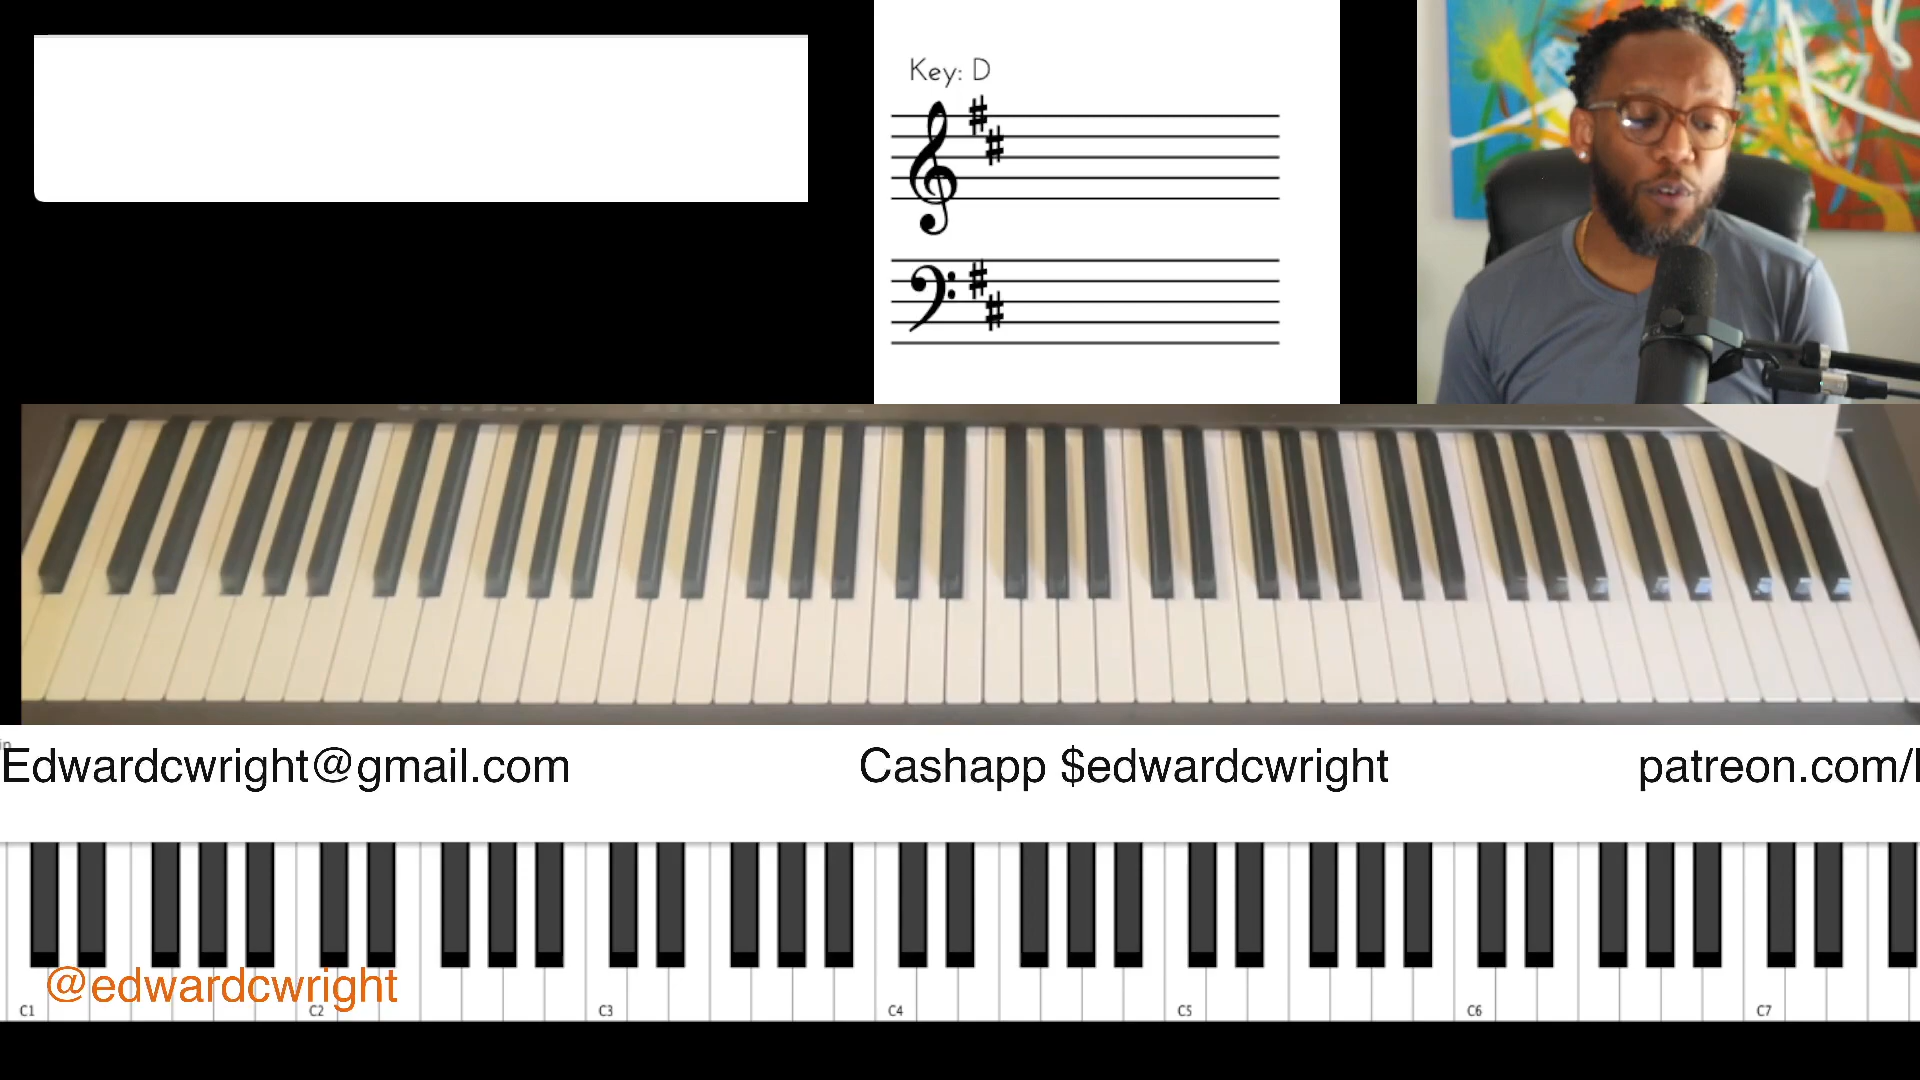 Key: D
Edwardcwright@gmail.com
Cashapp $edwardcwright
patreon.com/
@edwardcwright
C1
C2
C3
C4
C5
C6
C7